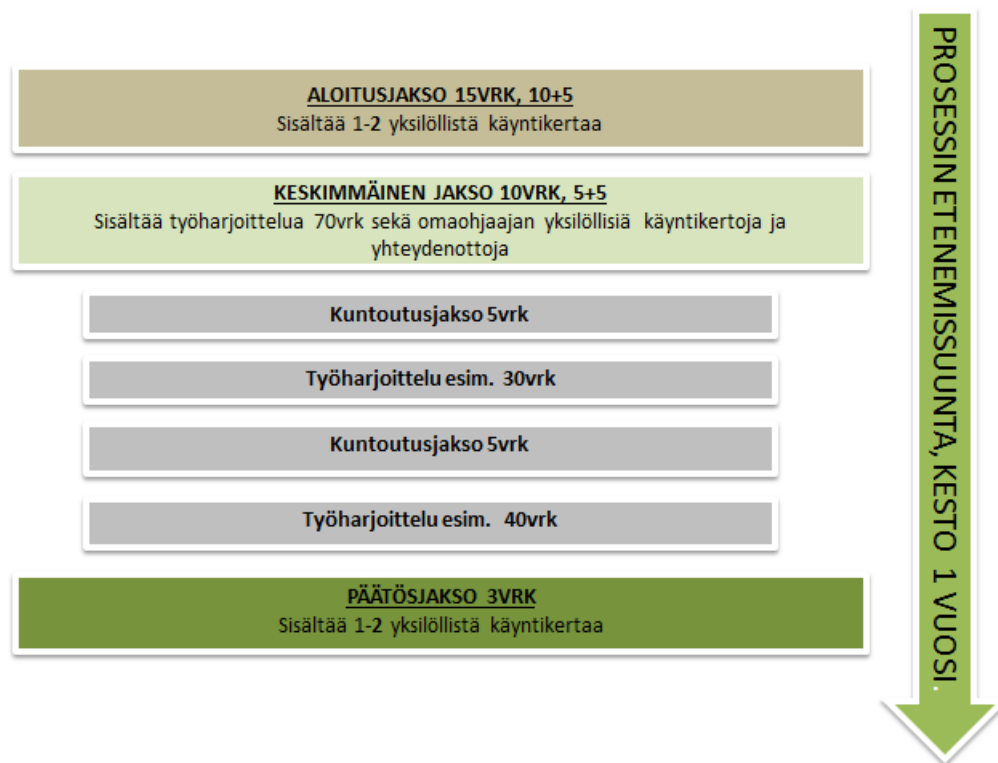 ALOITUSJAKSO 15VRK, 10+5
Sisältää 1-2 yksilöllistä käyntikertaa
KESKIMMÄINEN JAKSO 10VRK, 5+5
Sisältää työharjoittelua 70vrk sekä omaohjaajan yksilöllisiä käyntikertoja ja
yhteydenottoja
Kuntoutusjakso 5vrk
Työharjoittelu esim. 30vrk
Kuntoutusjakso 5vrk
Työharjoittelu esim. 40vrk
PÄÄTÖSJAKSO 3VRK
Sisältää 1-2 yksilöllistä käyntikertaa
PROSESSIN ETENEMISSUUNTA, KESTO 1 VUOSI.